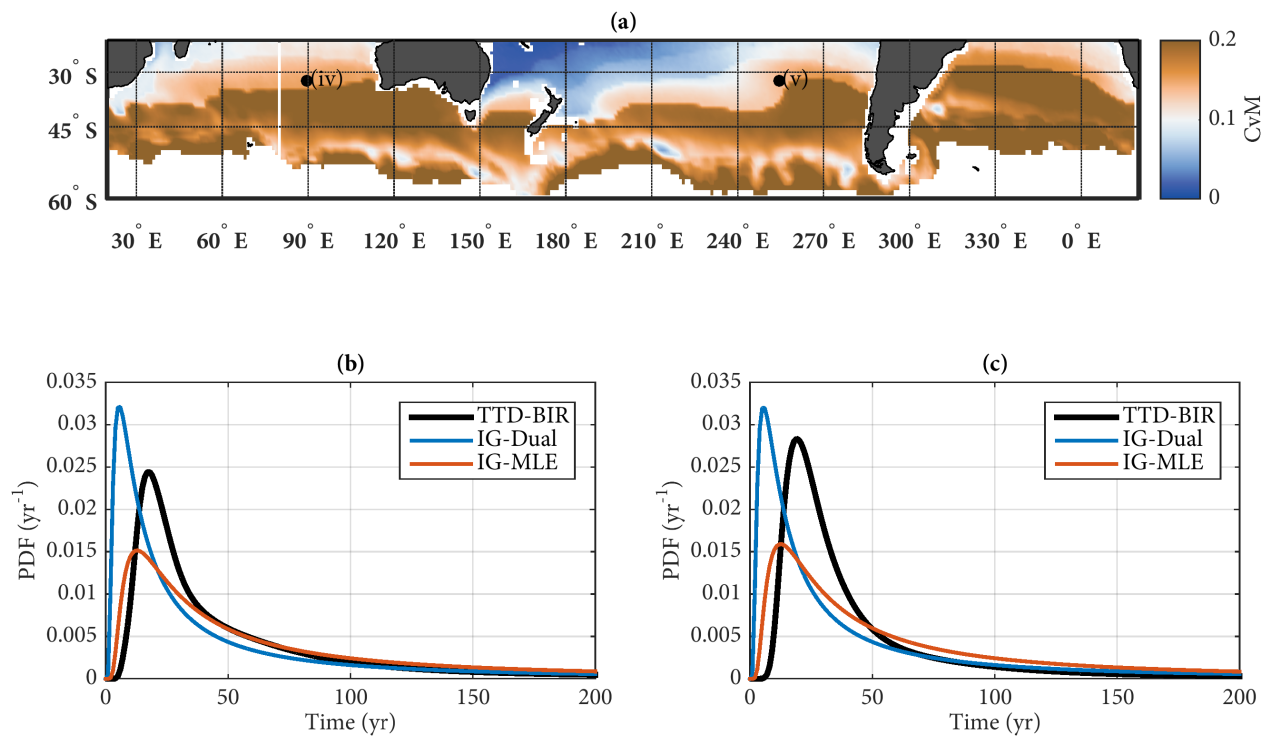 (a)
30° S
45° S
60° S
(iv)
(v)
30° E
60° E
90° E
120° E
150° E
180° E
210° E
240° E
270° E
300° E
330° E
0° E
0.2
0.1
0
CvM
(b)
0.035
0.03
0.025
0.02
0.015
0.01
0.005
0
PDF (yr⁻¹)
TTD-BIR
IG-Dual
IG-MLE
0
50
100
150
200
Time (yr)
(c)
0.035
0.03
0.025
0.02
0.015
0.01
0.005
0
PDF (yr⁻¹)
TTD-BIR
IG-Dual
IG-MLE
0
50
100
150
200
Time (yr)